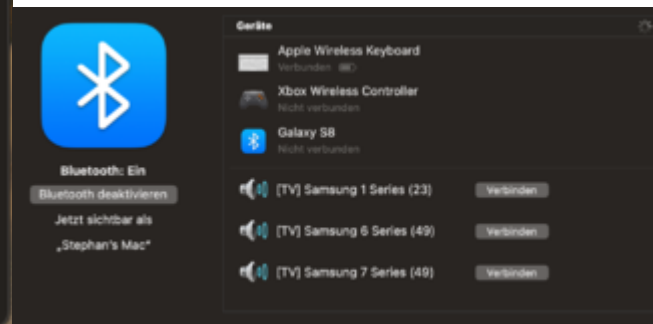 Geräte
Apple Wireless Keyboard
Verbunden
Xbox Wireless Controller
Nicht verbunden
Galaxy S8
Nicht verbunden
Bluetooth: Ein
Bluetooth deaktivieren
Jetzt sichtbar als
„Stephan's Mac“
[TV] Samsung 1 Series (23) Verbinden
[TV] Samsung 6 Series (49) Verbinden
[TV] Samsung 7 Series (49) Verbinden